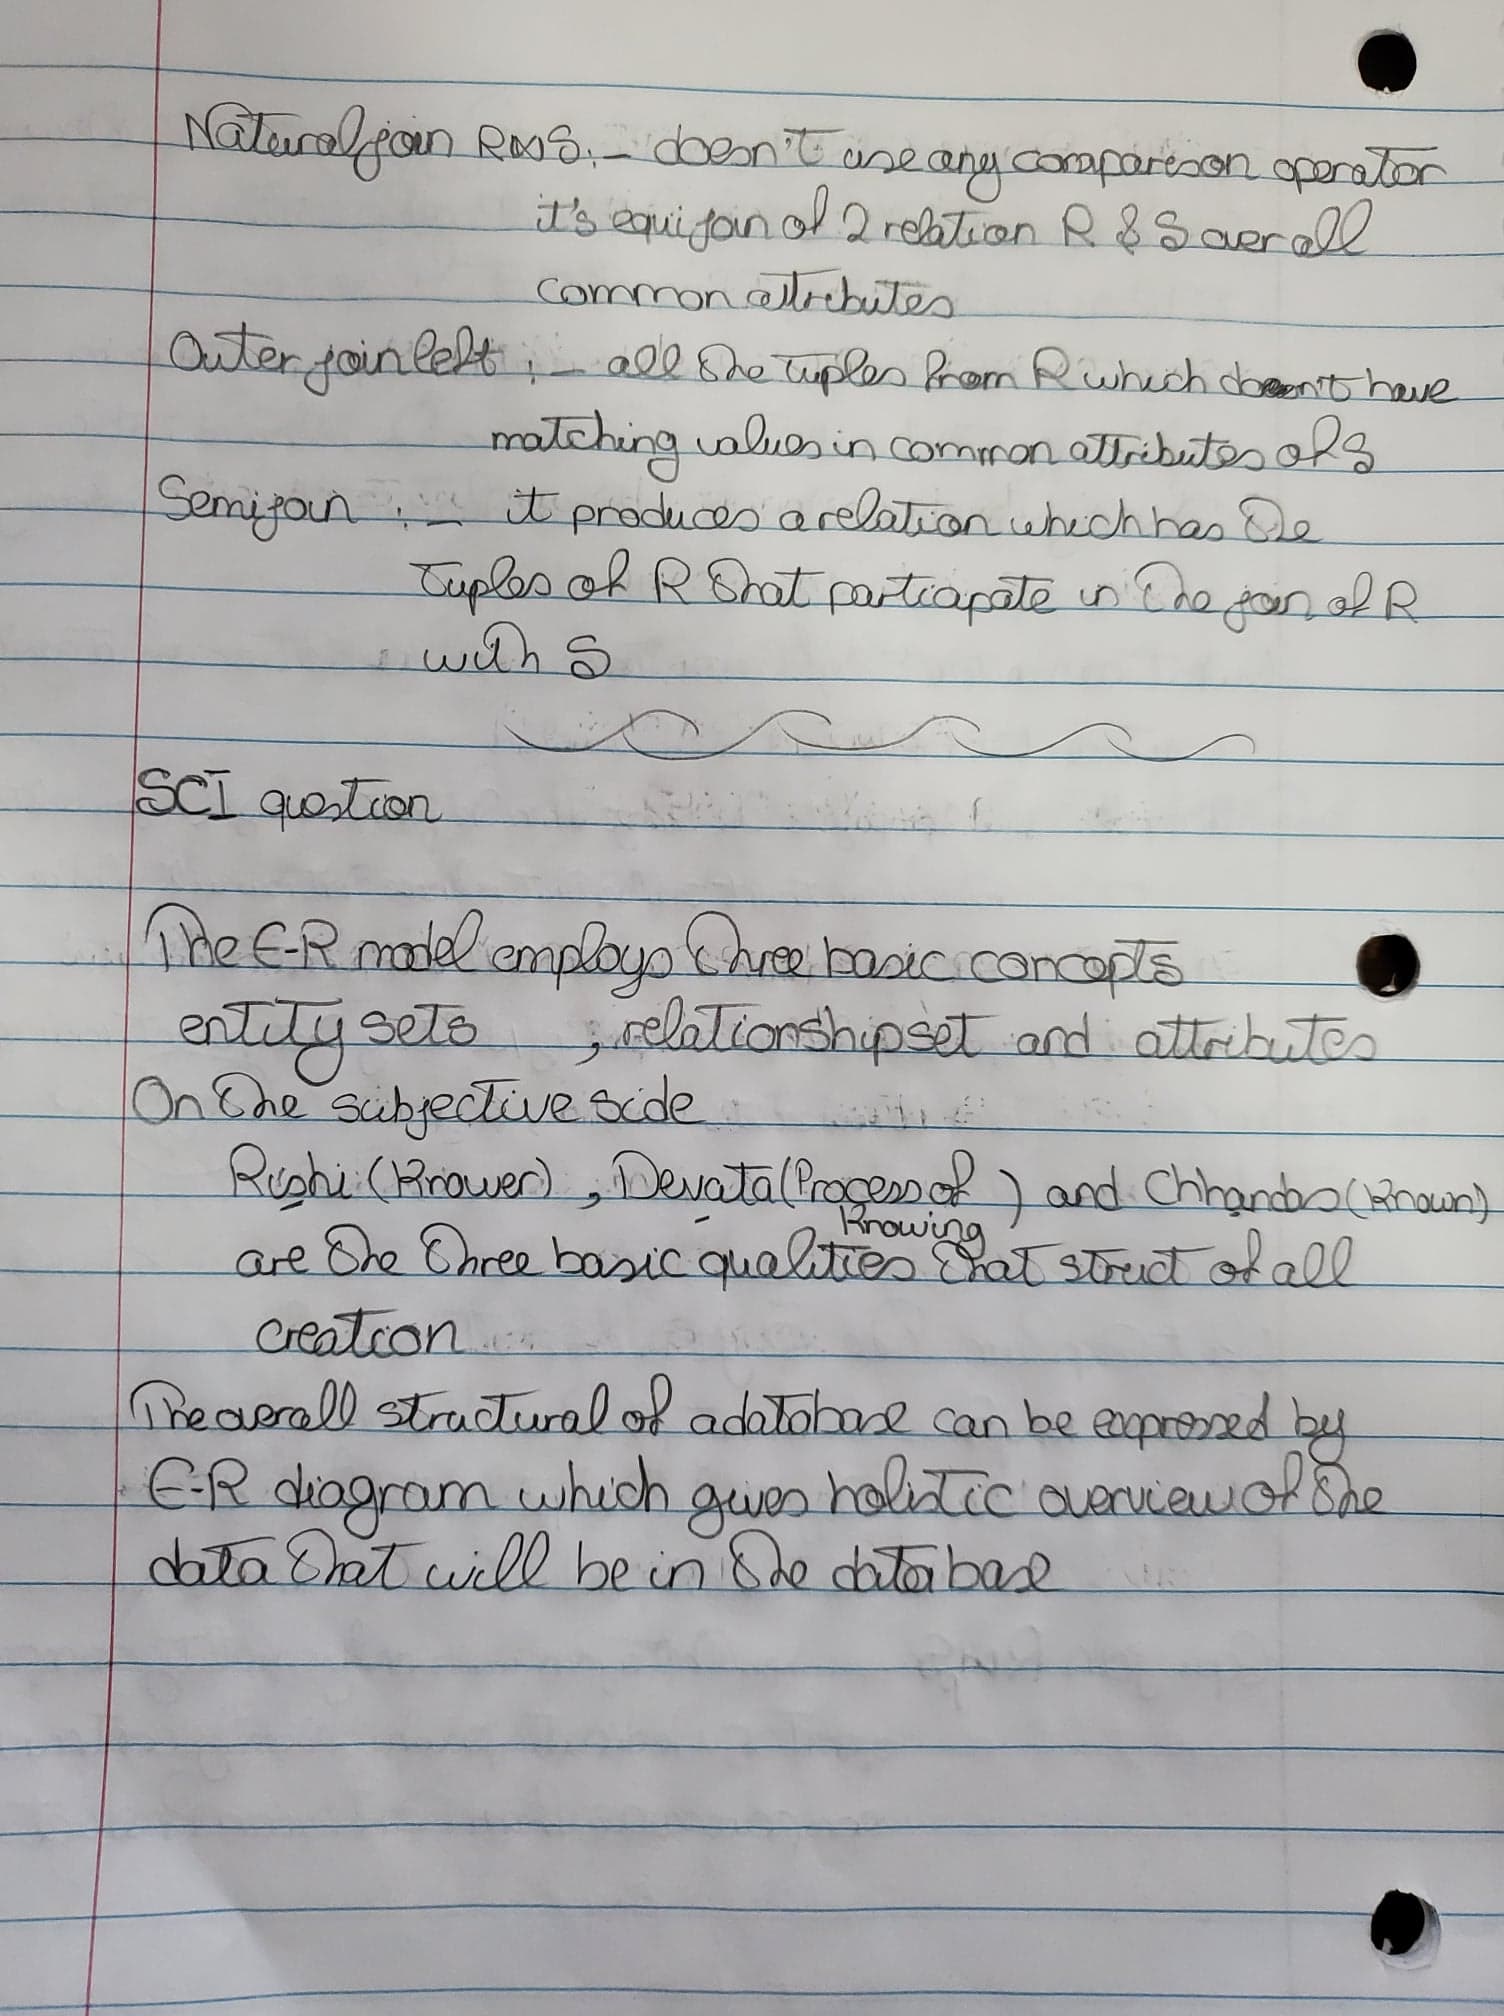 Natural join R⋈S :- doesn't use any comparison operator
it's equijoin of 2 relation R & S over all
common attributes
Outer join left :- all the tuples from R which doesn't have
matching values in common attributes of S
Semijoin :- it produces a relation which has the
tuples of R that participate in the join of R
with S
SCI question
The E-R model employs three basic concepts
entity sets , relationship set and attributes
On the subjective side
Rishi (Knower) , Devata (Process of ) and Chhandas (Known)
Knowing
are the three basic qualities that struct of all
creation
The overall structural of a database can be expressed by
E-R diagram which gives holistic overview of the
data that will be in the database